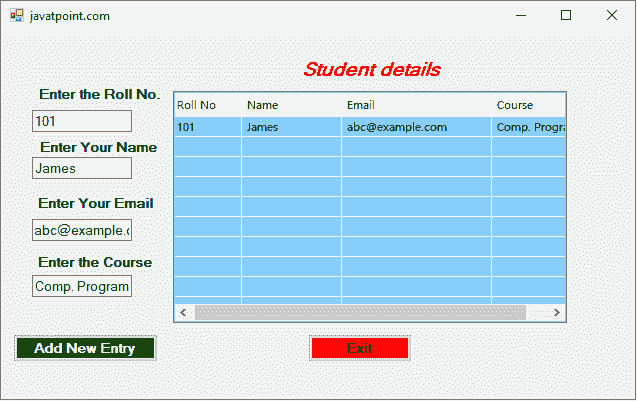 javatpoint.com
Student details
Enter the Roll No.
101
Enter Your Name
James
Enter Your Email
abc@example.c
Enter the Course
Comp. Program
Roll No Name Email Course
101 James abc@example.com Comp. Progra
Add New Entry
Exit